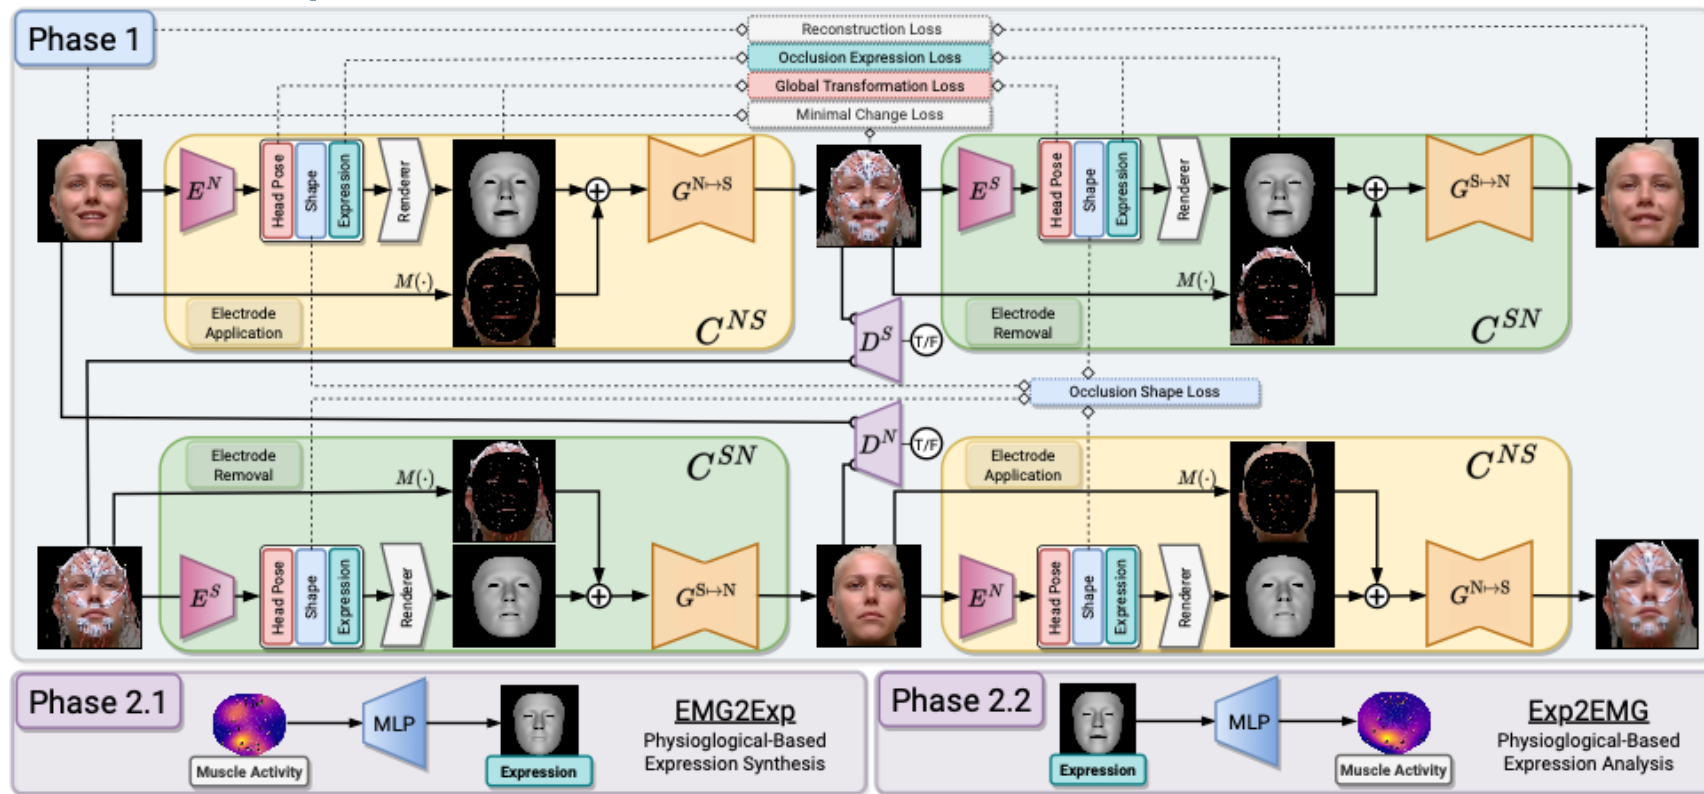 Phase 1
Reconstruction Loss
Occlusion Expression Loss
Global Transformation Loss
Minimal Change Loss
E^N
Head Pose
Shape
Expression
Renderer
G^{N↦S}
E^S
Head Pose
Shape
Expression
Renderer
G^{S↦N}
M(·)
M(·)
Electrode
Application
C^{NS}
D^S
T/F
Electrode
Removal
C^{SN}
Occlusion Shape Loss
Electrode
Removal
C^{SN}
D^N
T/F
Electrode
Application
C^{NS}
M(·)
M(·)
E^S
Head Pose
Shape
Expression
Renderer
G^{S↦N}
E^N
Head Pose
Shape
Expression
Renderer
G^{N↦S}
Phase 2.1
MLP
Muscle Activity
Expression
EMG2Exp
Physioglogical-Based
Expression Synthesis
Phase 2.2
MLP
Expression
Muscle Activity
Exp2EMG
Physioglogical-Based
Expression Analysis